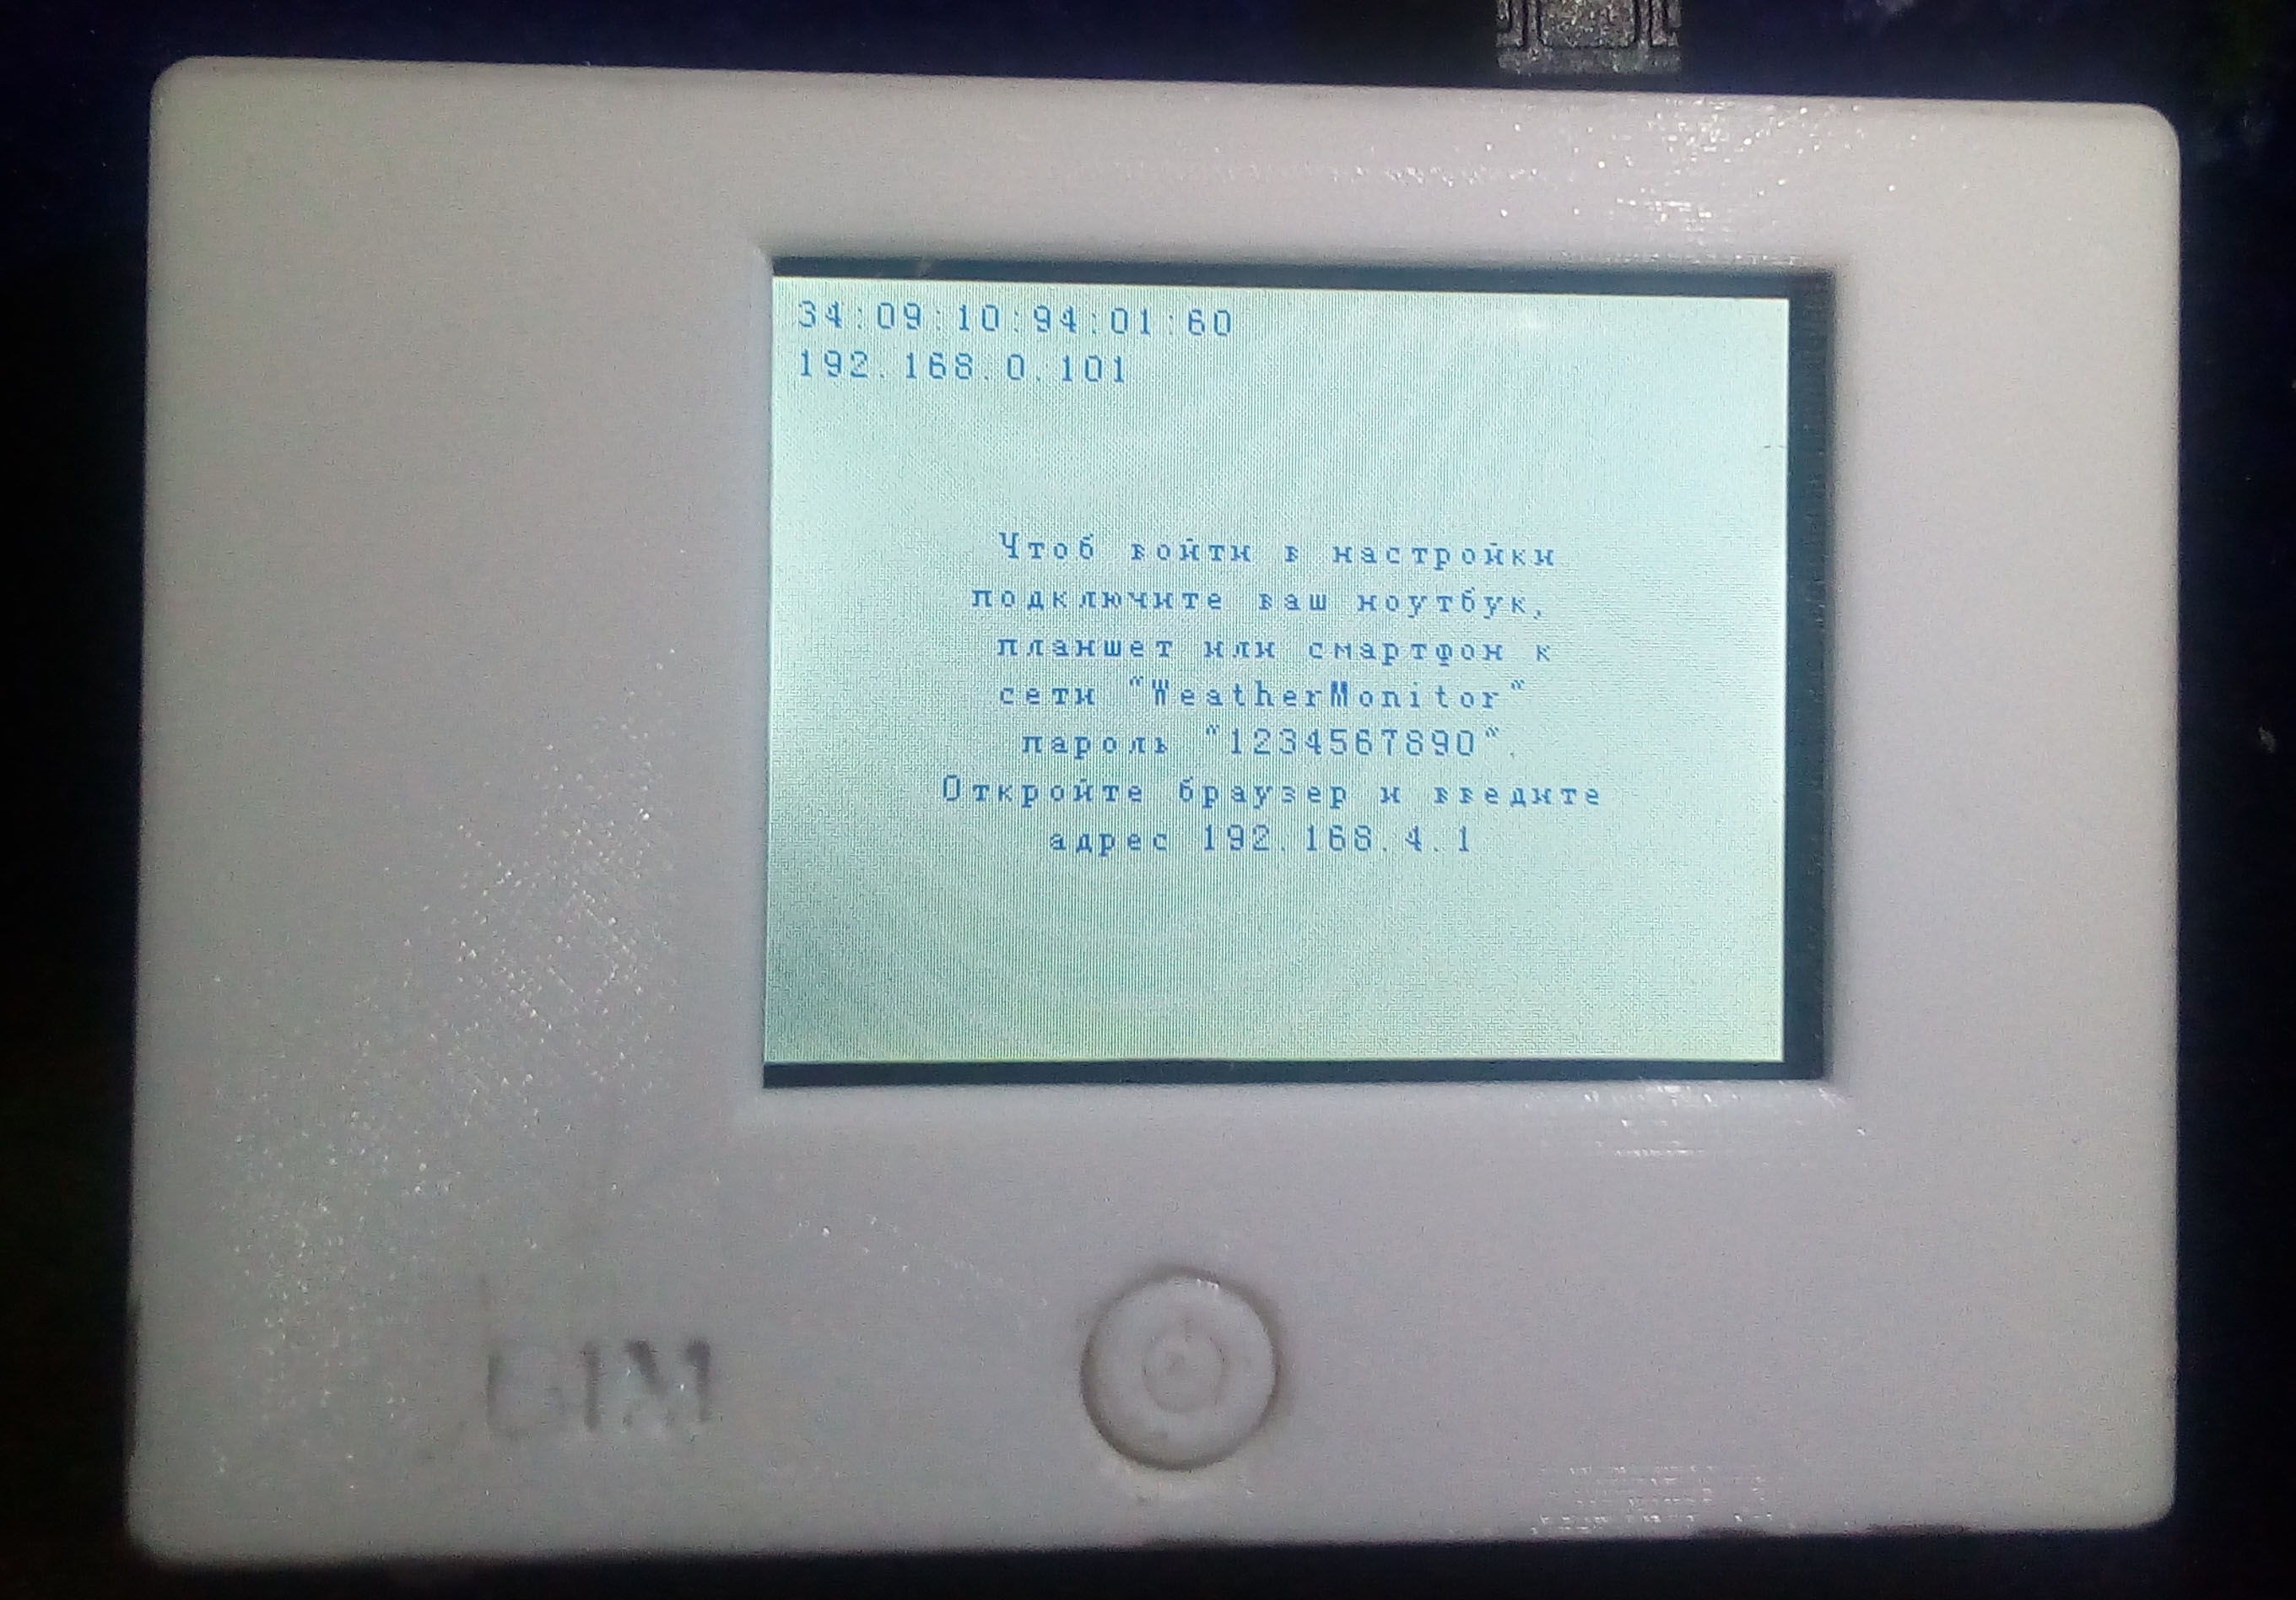 34:09:10:94:01:60
192.168.0.101
Чтоб войти в настройки
подключите ваш ноутбук,
планшет или смартфон к
сети "WeatherMonitor"
пароль "1234567890".
Откройте браузер и введите
адрес 192.168.4.1